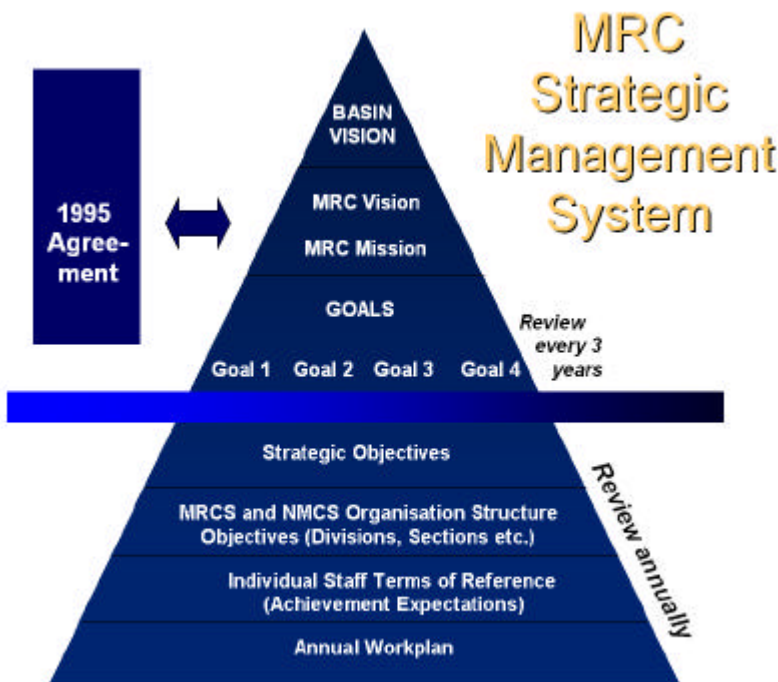 MRC
Strategic
Management
System
BASIN
VISION
1995
Agree-
ment
MRC Vision
MRC Mission
GOALS
Goal 1 Goal 2 Goal 3 Goal 4
Review
every 3
years
Strategic Objectives
MRCS and NMCS Organisation Structure
Objectives (Divisions, Sections etc.)
Individual Staff Terms of Reference
(Achievement Expectations)
Annual Workplan
Review annually